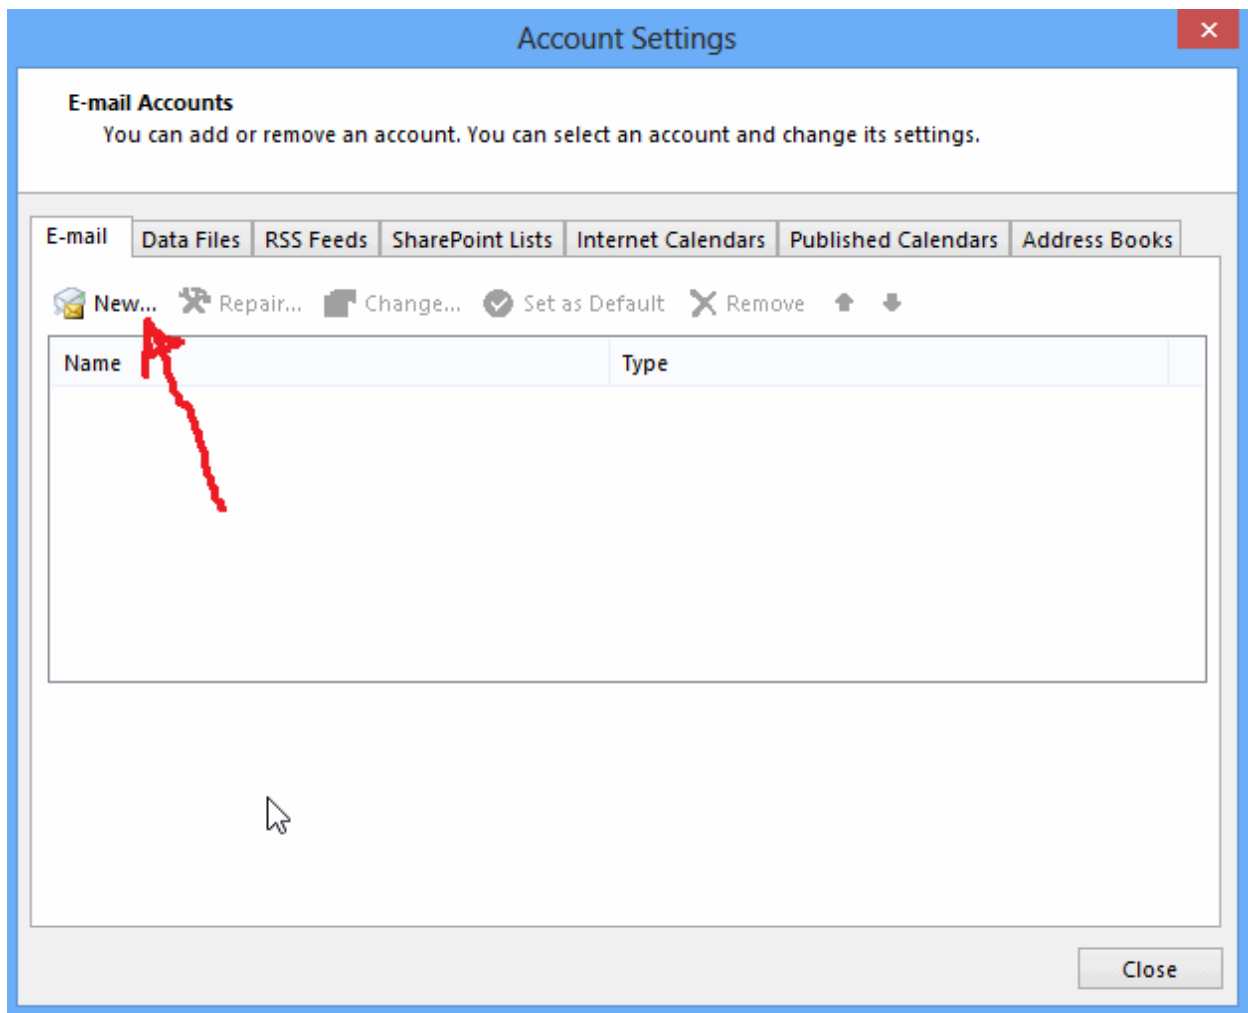 Account Settings
E-mail Accounts
You can add or remove an account. You can select an account and change its settings.
E-mail Data Files RSS Feeds SharePoint Lists Internet Calendars Published Calendars Address Books
New... Repair... Change... Set as Default Remove
Name Type
Close